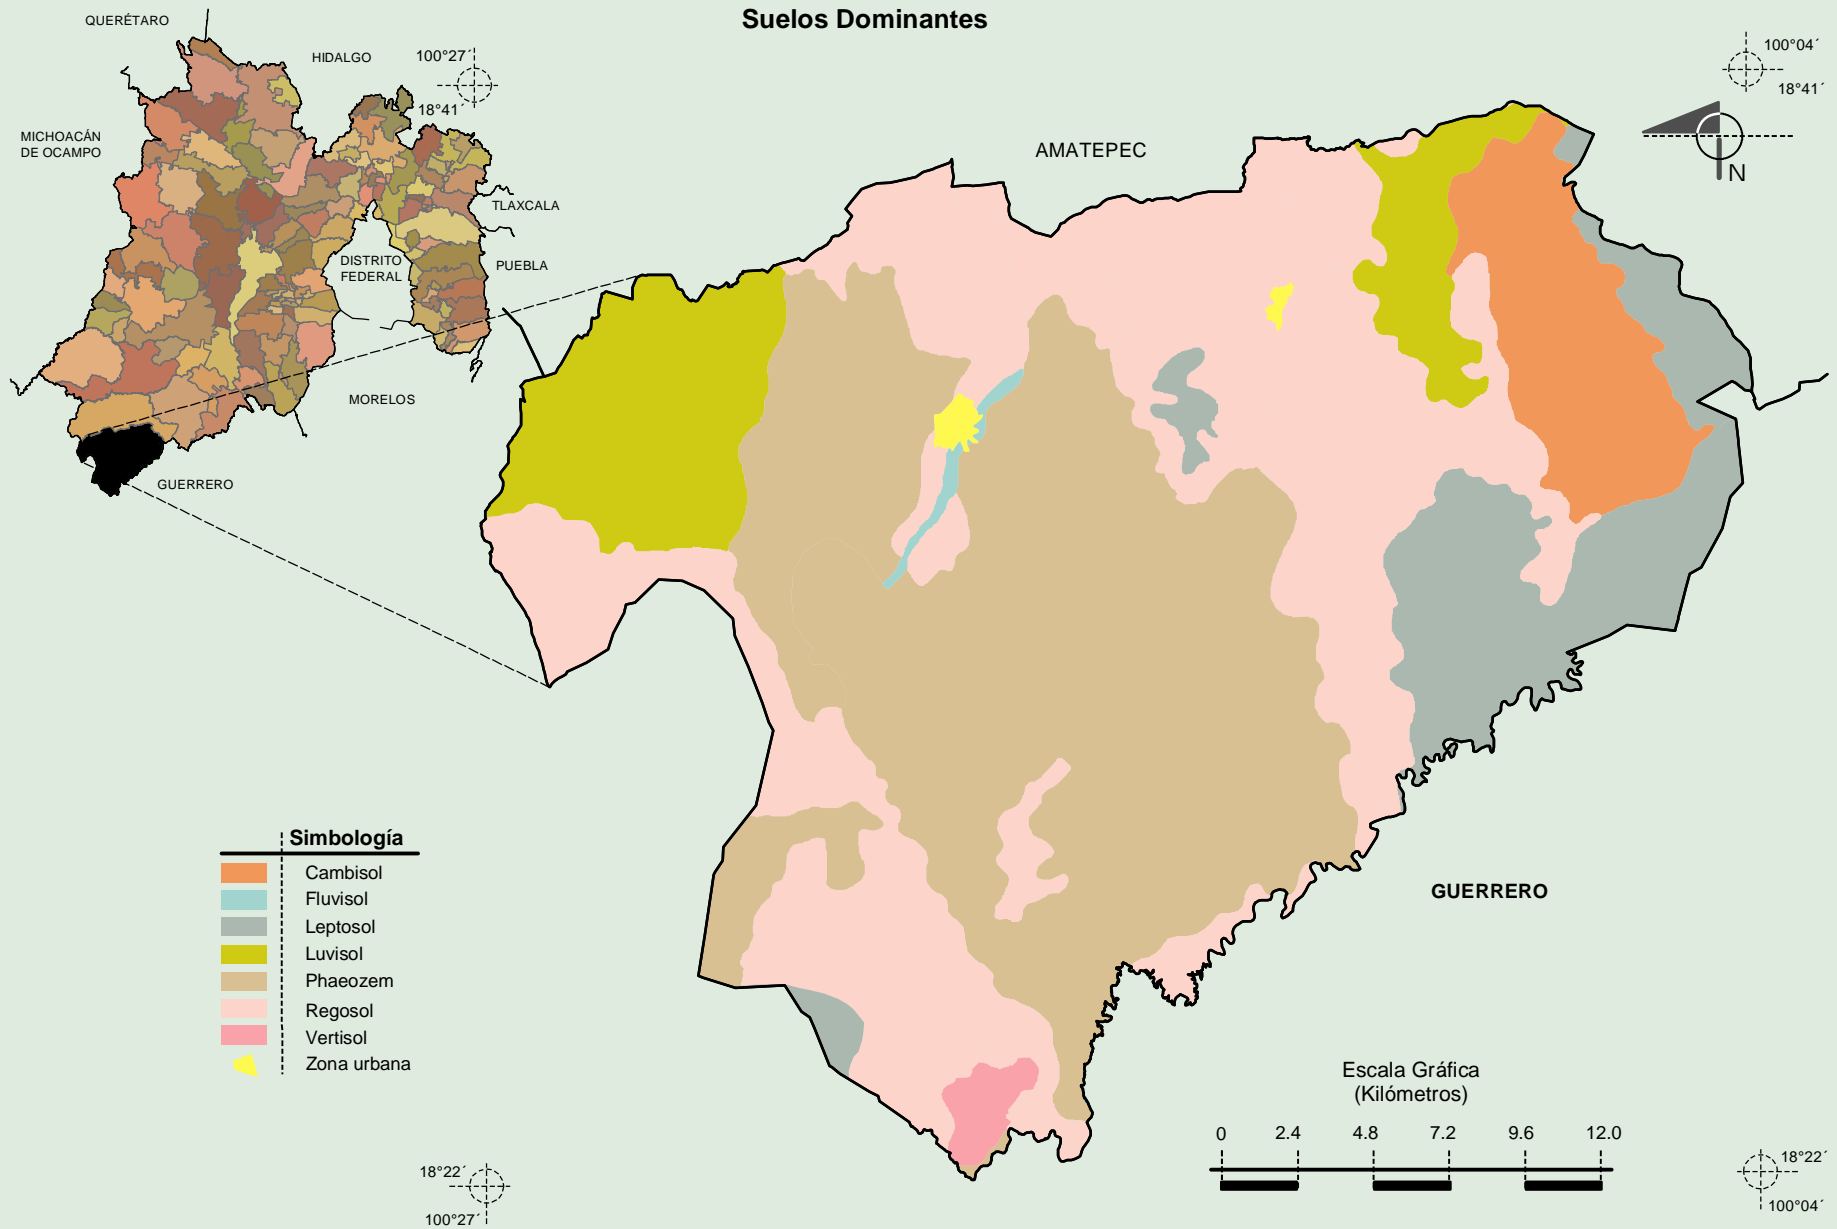 Suelos Dominantes
QUERÉTARO
HIDALGO
100°27´
18°41´
100°04´
18°41´
MICHOACÁN
DE OCAMPO
AMATEPEC
N
TLAXCALA
DISTRITO
FEDERAL
PUEBLA
MORELOS
GUERRERO
GUERRERO
Simbología
Cambisol
Fluvisol
Leptosol
Luvisol
Phaeozem
Regosol
Vertisol
Zona urbana
Escala Gráfica
(Kilómetros)
0 2.4 4.8 7.2 9.6 12.0
18°22´
100°27´
18°22´
100°04´